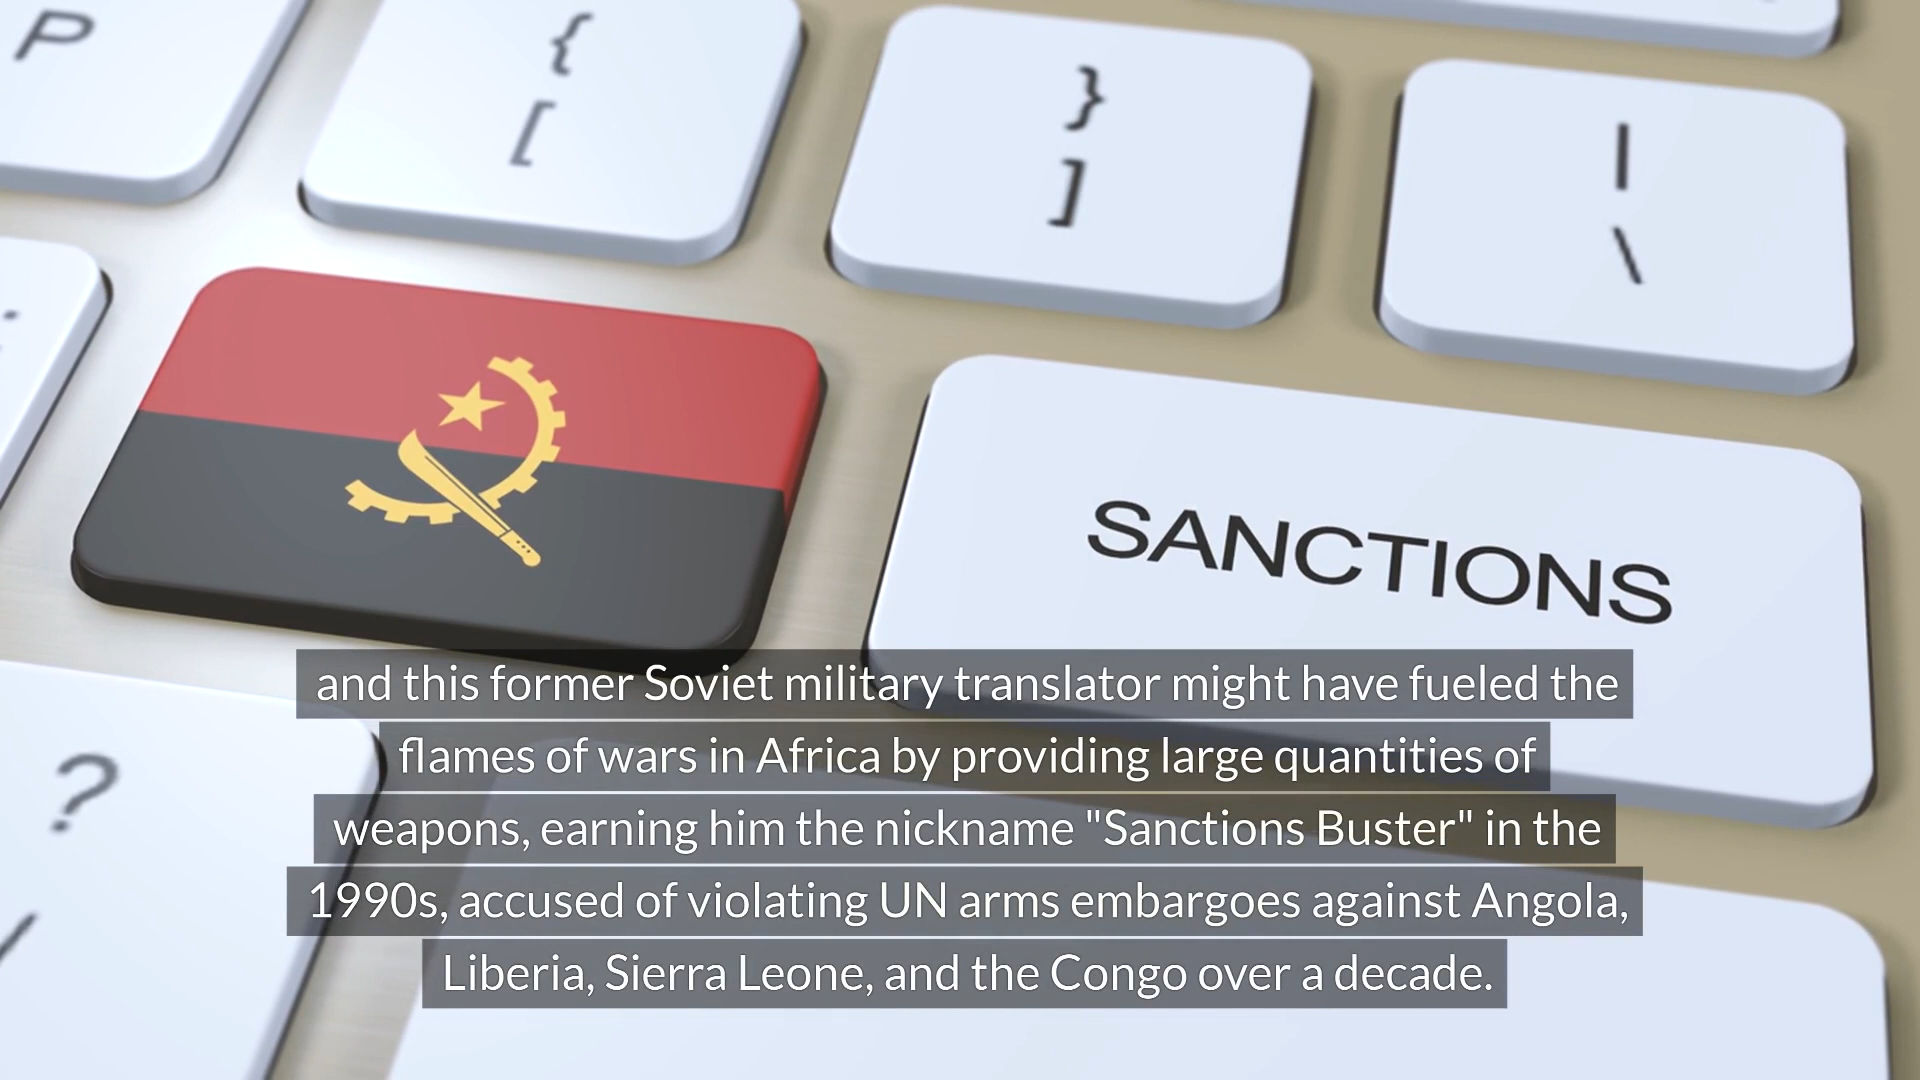 P
{
[
}
]
|
\
:
SANCTIONS
?
/
and this former Soviet military translator might have fueled the
flames of wars in Africa by providing large quantities of
weapons, earning him the nickname "Sanctions Buster" in the
1990s, accused of violating UN arms embargoes against Angola,
Liberia, Sierra Leone, and the Congo over a decade.